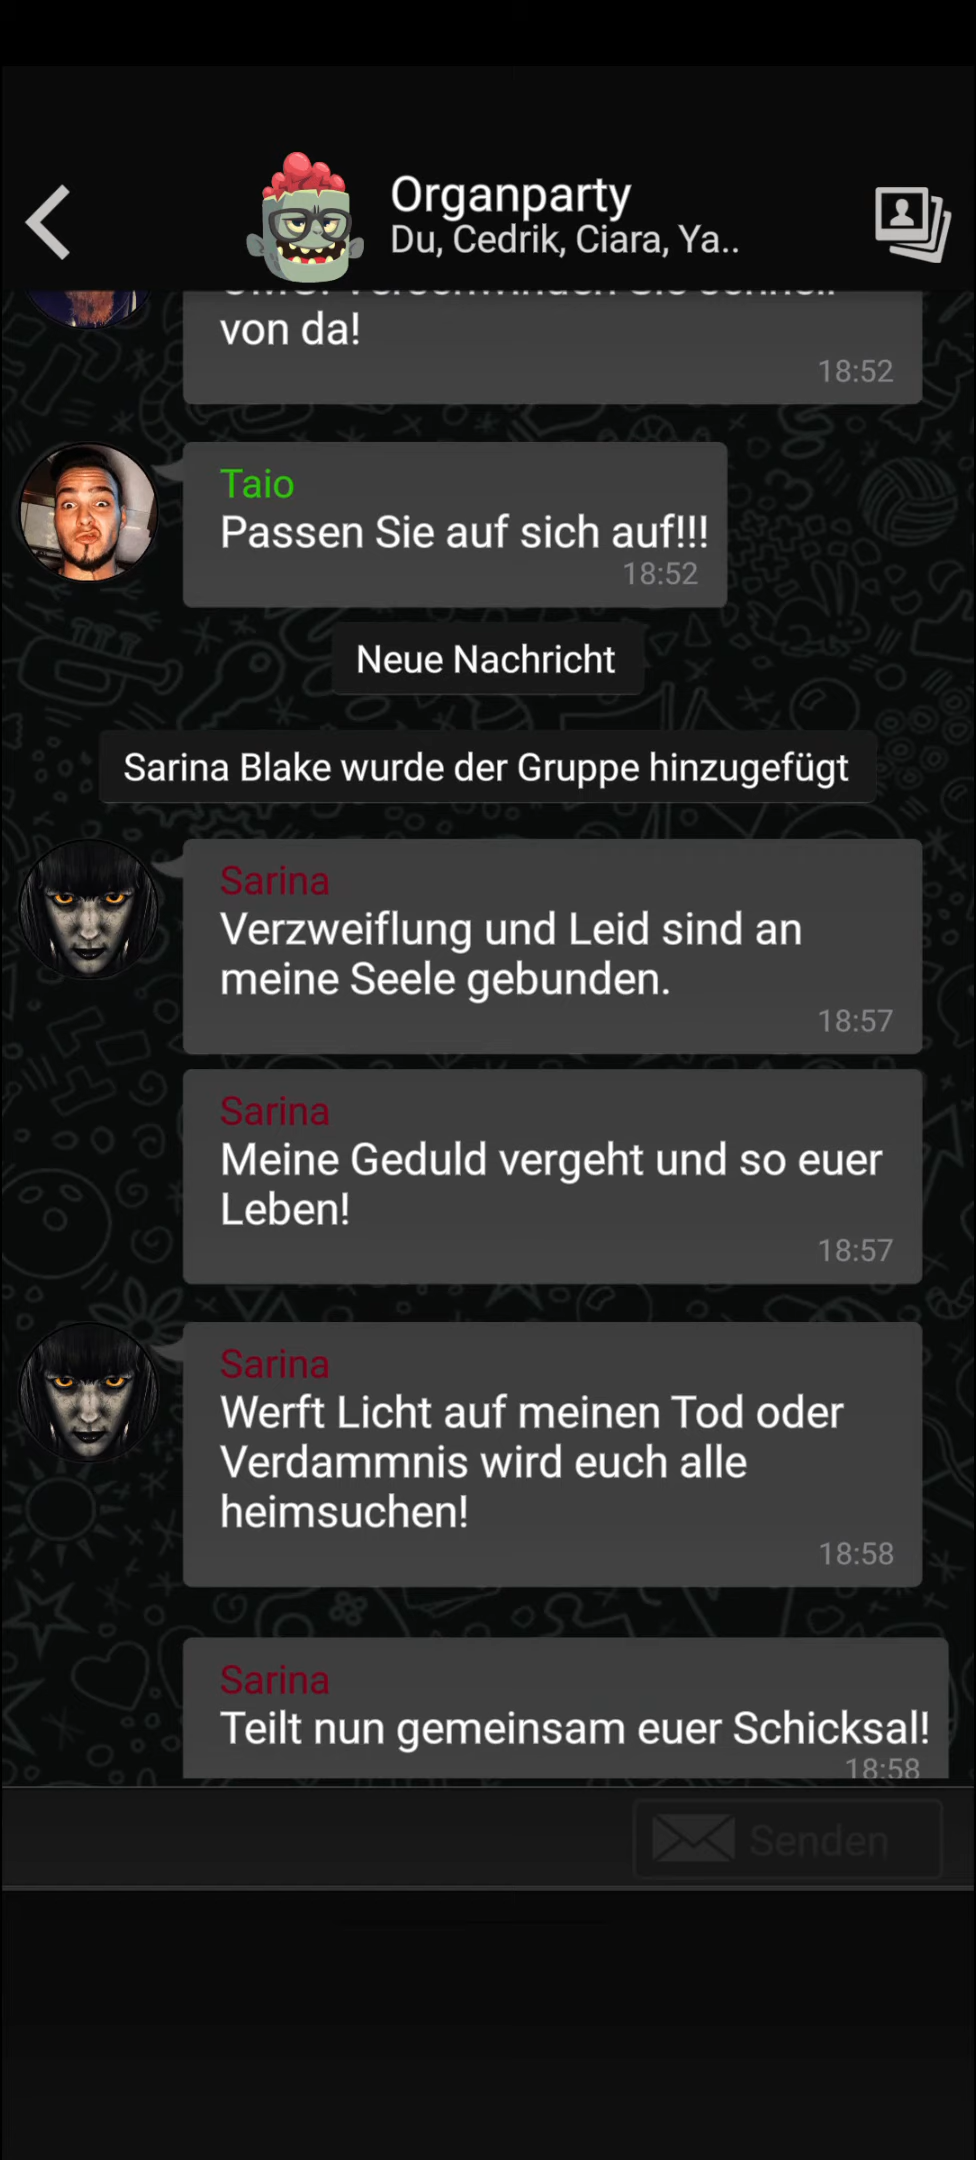 Organparty
Du, Cedrik, Ciara, Ya..
von da!
18:52
Taio
Passen Sie auf sich auf!!!
18:52
Neue Nachricht
Sarina Blake wurde der Gruppe hinzugefügt
Sarina
Verzweiflung und Leid sind an
meine Seele gebunden.
18:57
Sarina
Meine Geduld vergeht und so euer
Leben!
18:57
Sarina
Werft Licht auf meinen Tod oder
Verdammnis wird euch alle
heimsuchen!
18:58
Sarina
Teilt nun gemeinsam euer Schicksal!
18:58
Senden